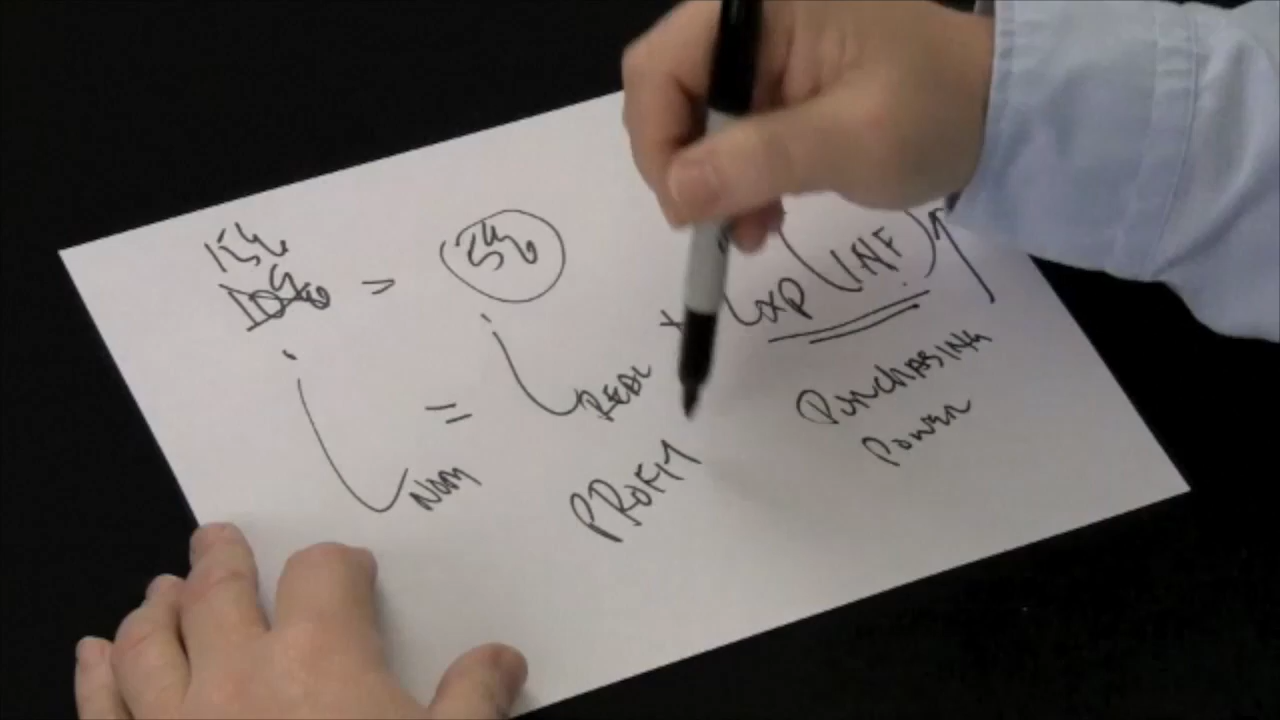 15%
10% = 5%
NOM = REAL + EXP (INF)
PROFIT
PURCHASING
POWER